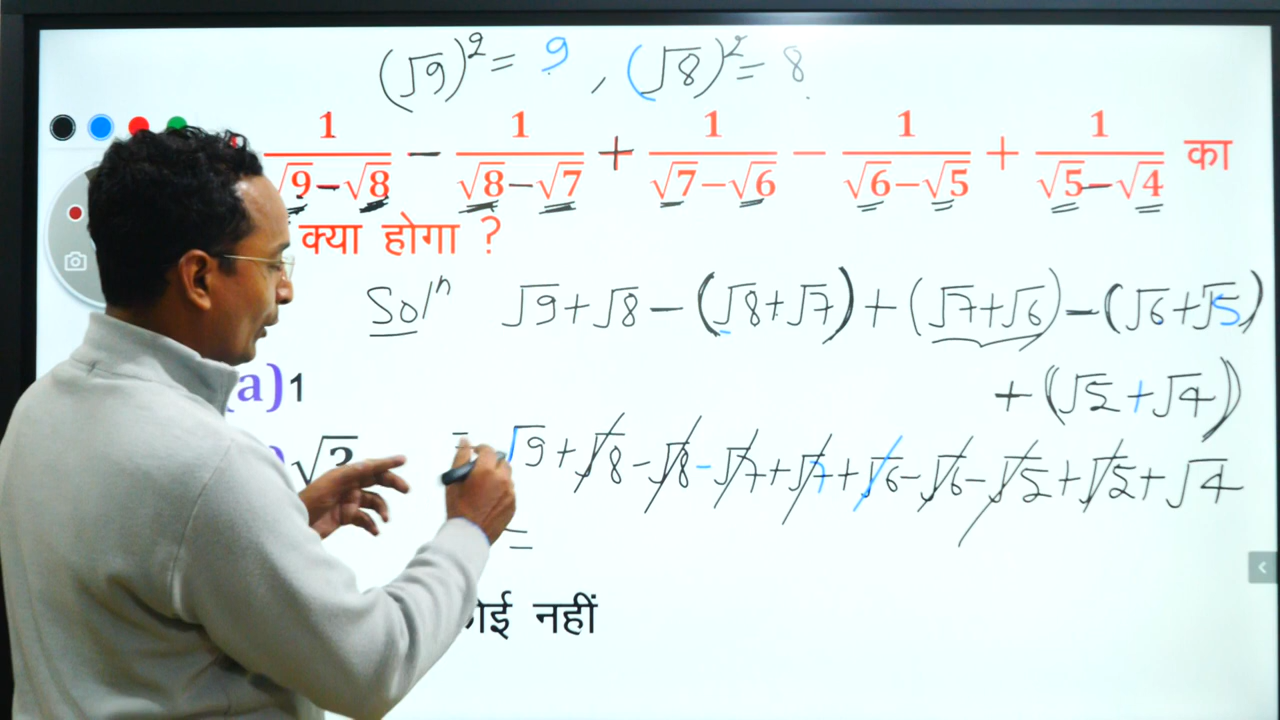 (√9)² = 9 , (√8)² = 8
1/(√9−√8) − 1/(√8−√7) + 1/(√7−√6) − 1/(√6−√5) + 1/(√5−√4) का
क्या होगा ?
Solⁿ √9+√8−(√8+√7)+(√7+√6)−(√6+√5)
+(√5+√4)
(a) 1
= √9+√8−√8−√7+√7+√6−√6−√5+√5+√4
=
नहीं